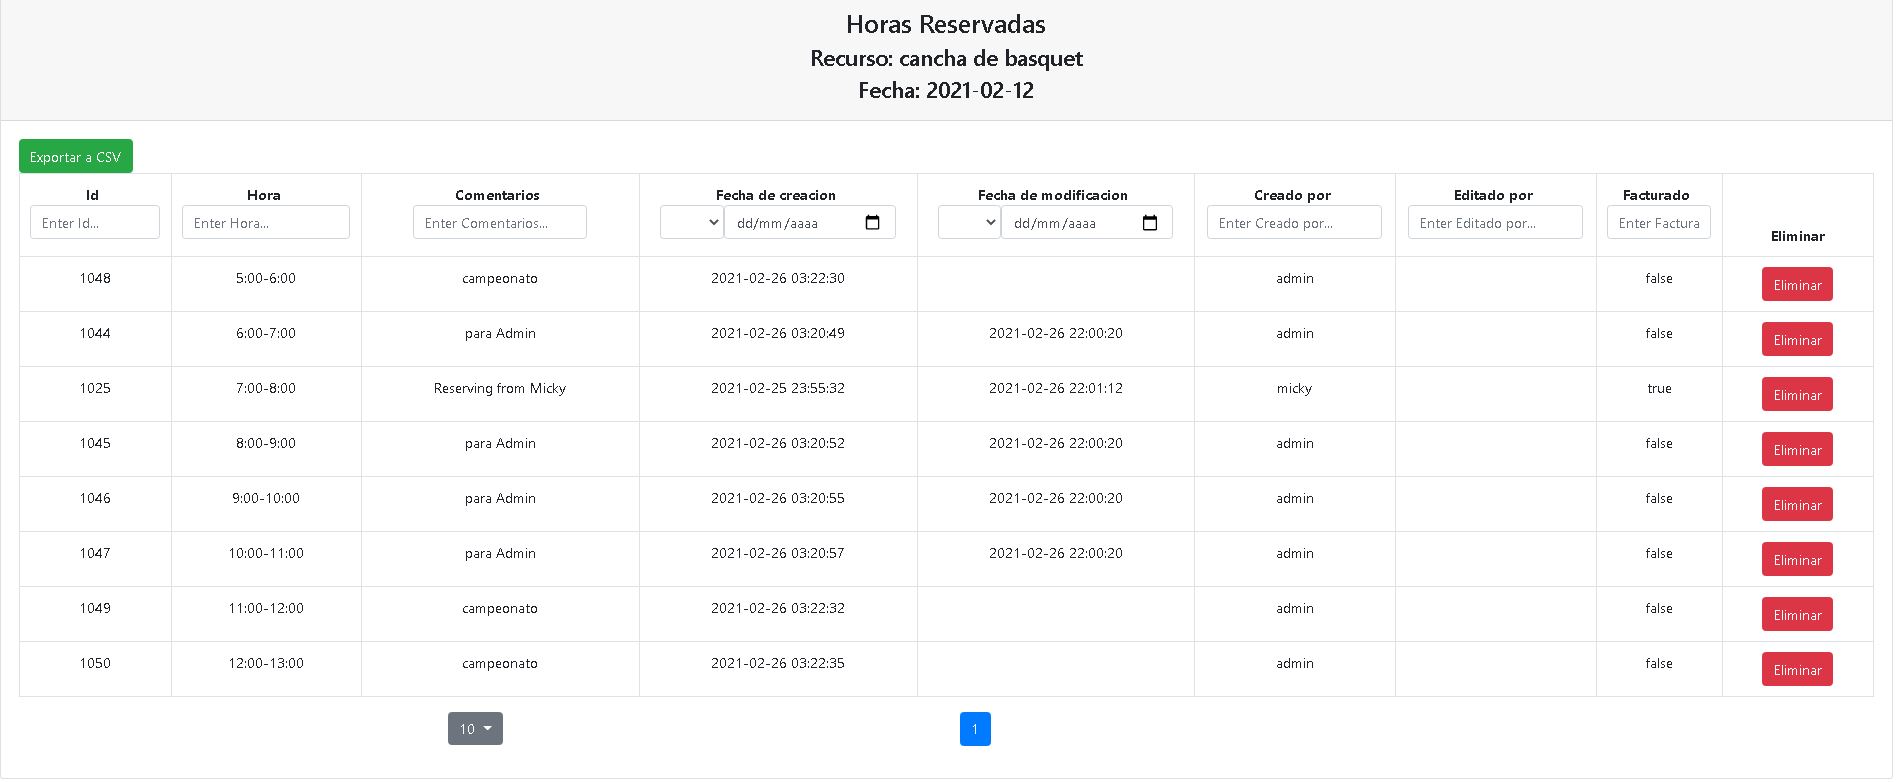 Horas Reservadas
Recurso: cancha de basquet
Fecha: 2021-02-12
Exportar a CSV
Id Hora Comentarios Fecha de creacion Fecha de modificacion Creado por Editado por Facturado Eliminar
Enter Id... Enter Hora... Enter Comentarios... dd/mm/aaaa dd/mm/aaaa Enter Creado por... Enter Editado por... Enter Factura
1048 5:00-6:00 campeonato 2021-02-26 03:22:30 admin false Eliminar
1044 6:00-7:00 para Admin 2021-02-26 03:20:49 2021-02-26 22:00:20 admin false Eliminar
1025 7:00-8:00 Reserving from Micky 2021-02-25 23:55:32 2021-02-26 22:01:12 micky true Eliminar
1045 8:00-9:00 para Admin 2021-02-26 03:20:52 2021-02-26 22:00:20 admin false Eliminar
1046 9:00-10:00 para Admin 2021-02-26 03:20:55 2021-02-26 22:00:20 admin false Eliminar
1047 10:00-11:00 para Admin 2021-02-26 03:20:57 2021-02-26 22:00:20 admin false Eliminar
1049 11:00-12:00 campeonato 2021-02-26 03:22:32 admin false Eliminar
1050 12:00-13:00 campeonato 2021-02-26 03:22:35 admin false Eliminar
10 1